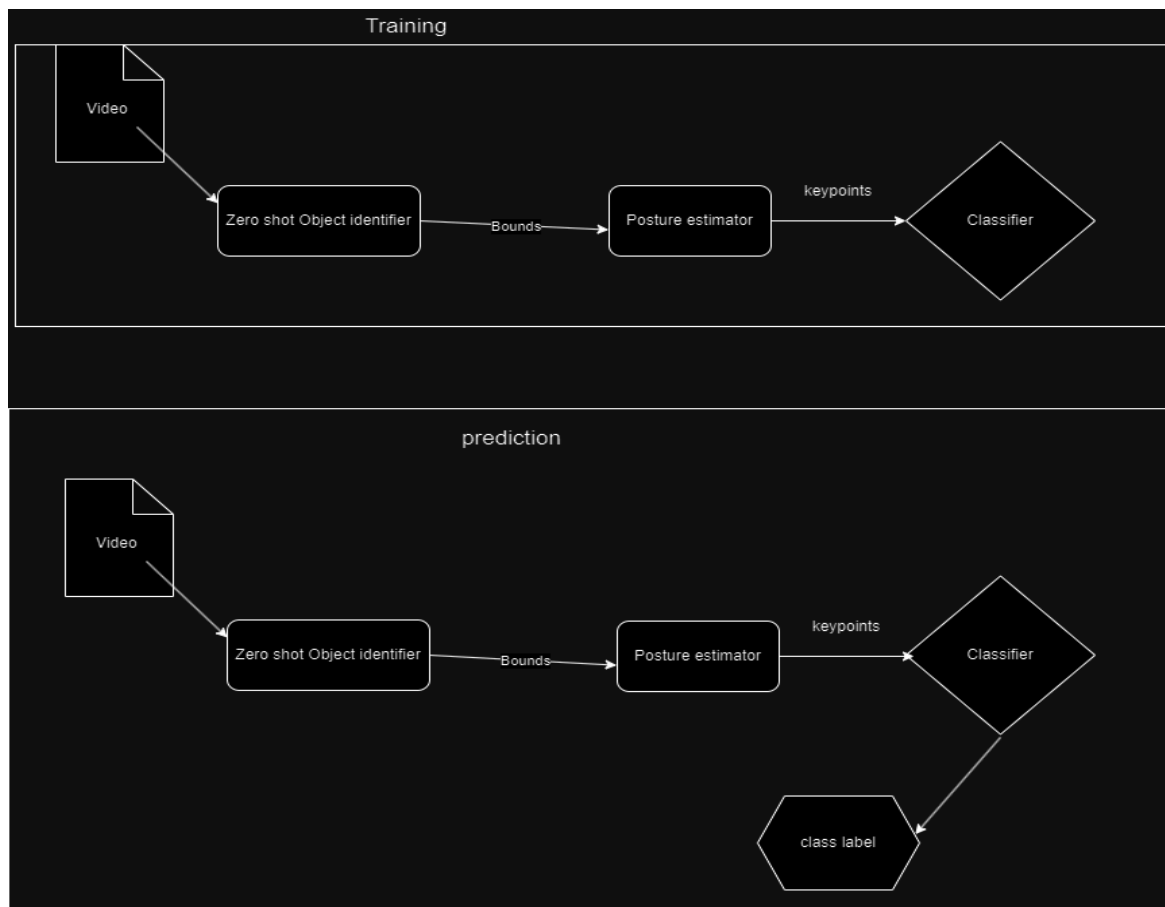 Training
Video
Zero shot Object identifier
Bounds
Posture estimator
keypoints
Classifier
prediction
Video
Zero shot Object identifier
Bounds
Posture estimator
keypoints
Classifier
class label